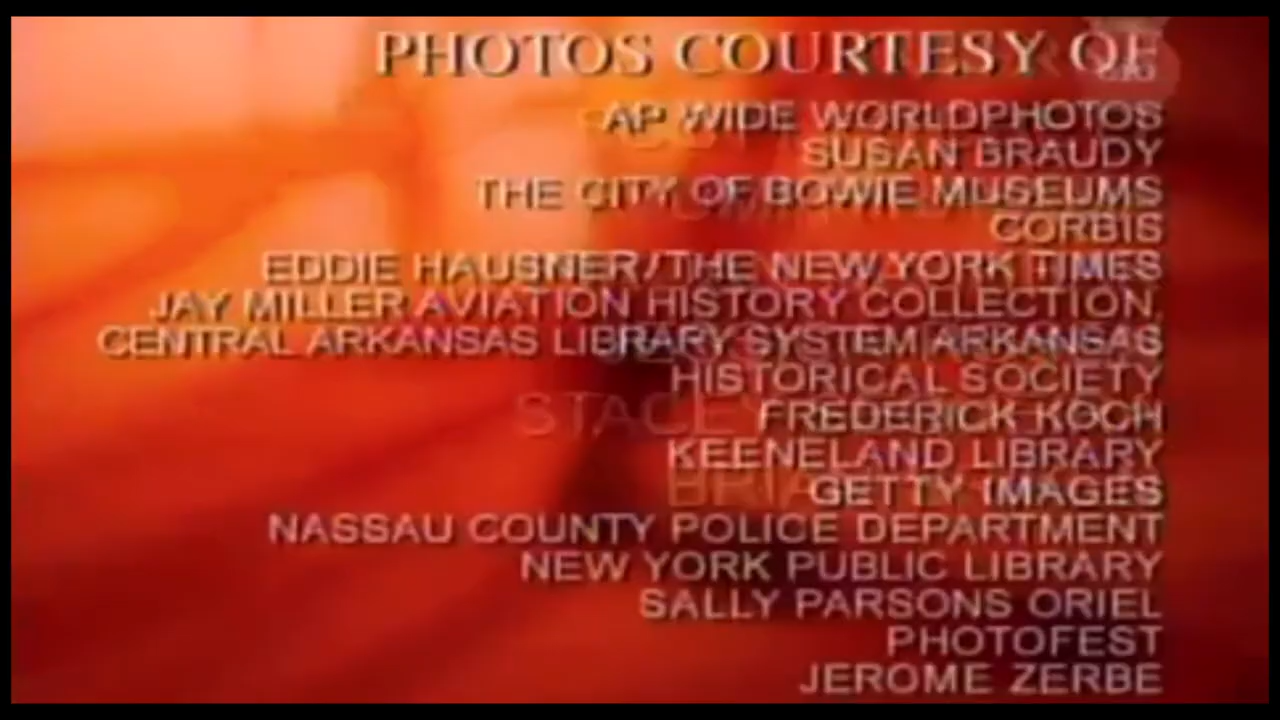 PHOTOS COURTESY OF
AP WIDE WORLDPHOTOS
SUSAN BRAUDY
THE CITY OF BOWIE MUSEUMS
CORBIS
EDDIE HAUSNER/THE NEW YORK TIMES
JAY MILLER AVIATION HISTORY COLLECTION,
CENTRAL ARKANSAS LIBRARY SYSTEM ARKANSAS
HISTORICAL SOCIETY
STACEY
FREDERICK KOCH
KEENELAND LIBRARY
GETTY IMAGES
NASSAU COUNTY POLICE DEPARTMENT
NEW YORK PUBLIC LIBRARY
SALLY PARSONS ORIEL
PHOTOFEST
JEROME ZERBE